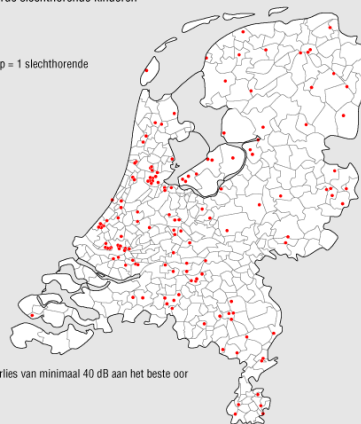 slechthorende kinderen
p = 1 slechthorende
rlies van minimaal 40 dB aan het beste oor